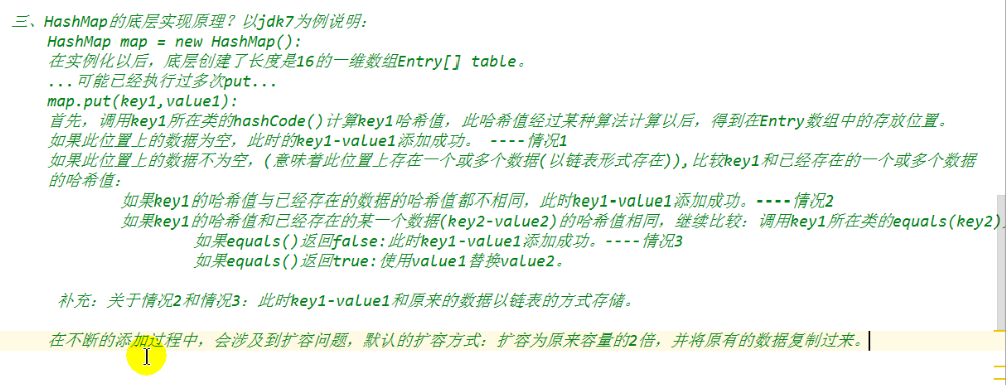 三、HashMap的底层实现原理？以jdk7为例说明：
HashMap map = new HashMap():
在实例化以后，底层创建了长度是16的一维数组Entry[] table。
...可能已经执行过多次put...
map.put(key1,value1):
首先，调用key1所在类的hashCode()计算key1哈希值，此哈希值经过某种算法计算以后，得到在Entry数组中的存放位置。
如果此位置上的数据为空，此时的key1-value1添加成功。 ----情况1
如果此位置上的数据不为空，(意味着此位置上存在一个或多个数据(以链表形式存在)),比较key1和已经存在的一个或多个数据
的哈希值：
如果key1的哈希值与已经存在的数据的哈希值都不相同，此时key1-value1添加成功。----情况2
如果key1的哈希值和已经存在的某一个数据(key2-value2)的哈希值相同，继续比较：调用key1所在类的equals(key2)
如果equals()返回false:此时key1-value1添加成功。----情况3
如果equals()返回true:使用value1替换value2。
补充：关于情况2和情况3：此时key1-value1和原来的数据以链表的方式存储。
在不断的添加过程中，会涉及到扩容问题，默认的扩容方式：扩容为原来容量的2倍，并将原有的数据复制过来。